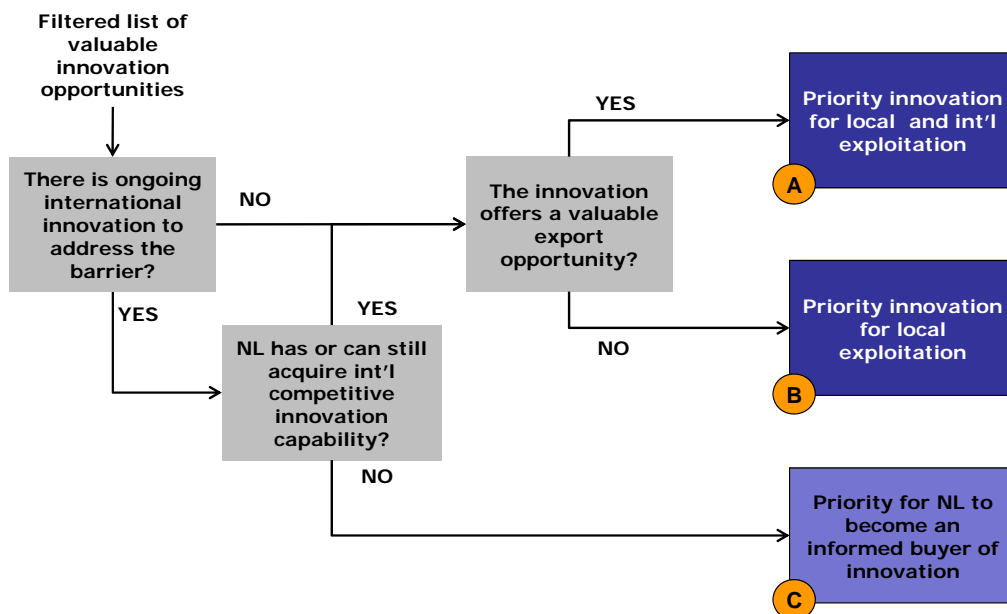 Filtered list of
valuable
innovation
opportunities
There is ongoing
international
innovation to
address the
barrier?
NO
YES
NL has or can still
acquire int'l
competitive
innovation
capability?
YES
NO
The innovation
offers a valuable
export
opportunity?
YES
NO
Priority innovation
for local and int'l
exploitation
A
Priority innovation
for local
exploitation
B
Priority for NL to
become an
informed buyer of
innovation
C